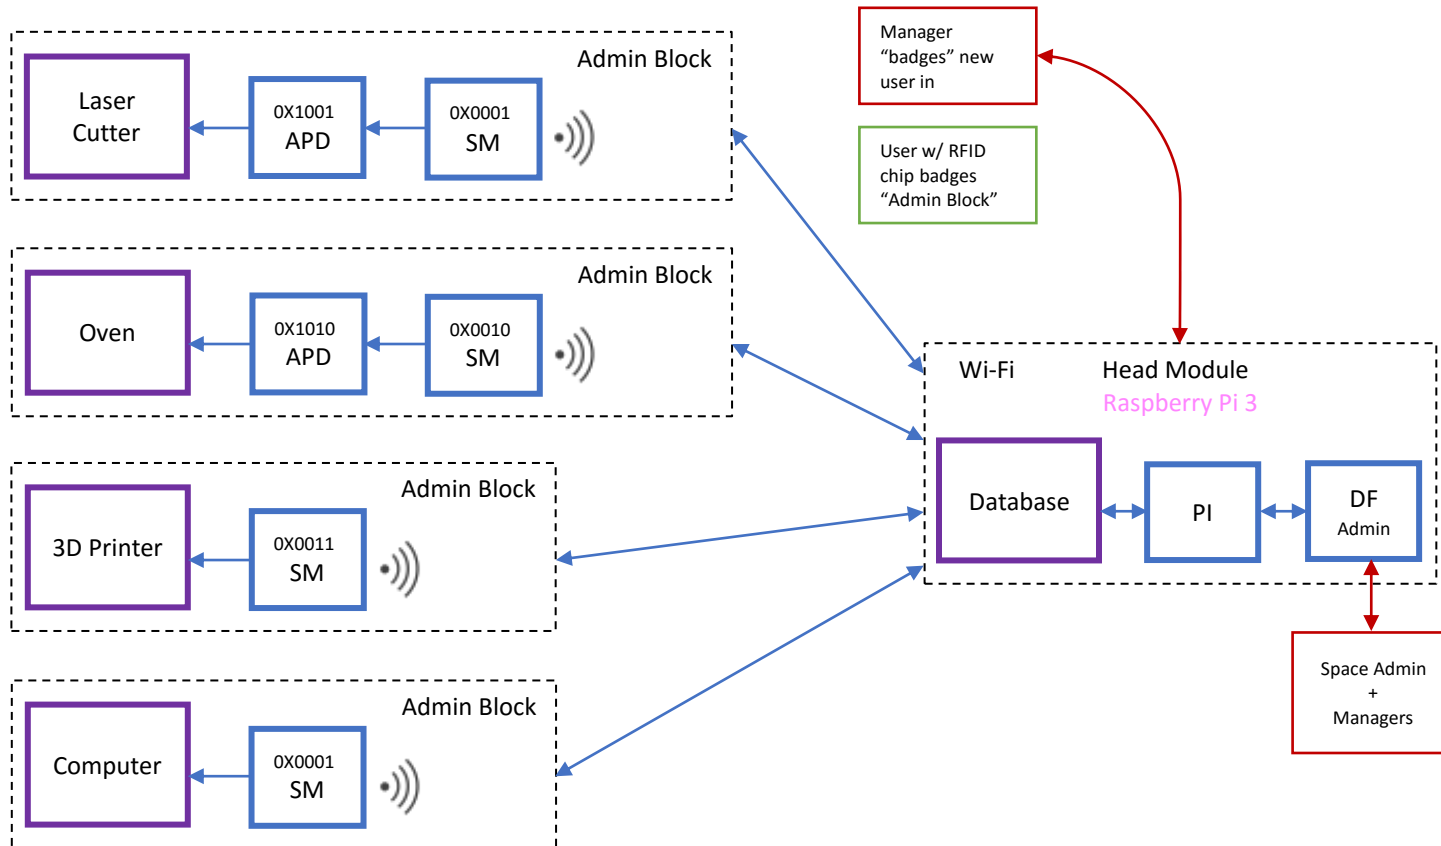 Admin Block
Laser
Cutter
0X1001
APD
0X0001
SM
Admin Block
Oven
0X1010
APD
0X0010
SM
Admin Block
3D Printer
0X0011
SM
Admin Block
Computer
0X0001
SM
Manager
“badges” new
user in
User w/ RFID
chip badges
“Admin Block”
Wi-Fi
Head Module
Raspberry Pi 3
Database
PI
DF
Admin
Space Admin
+
Managers